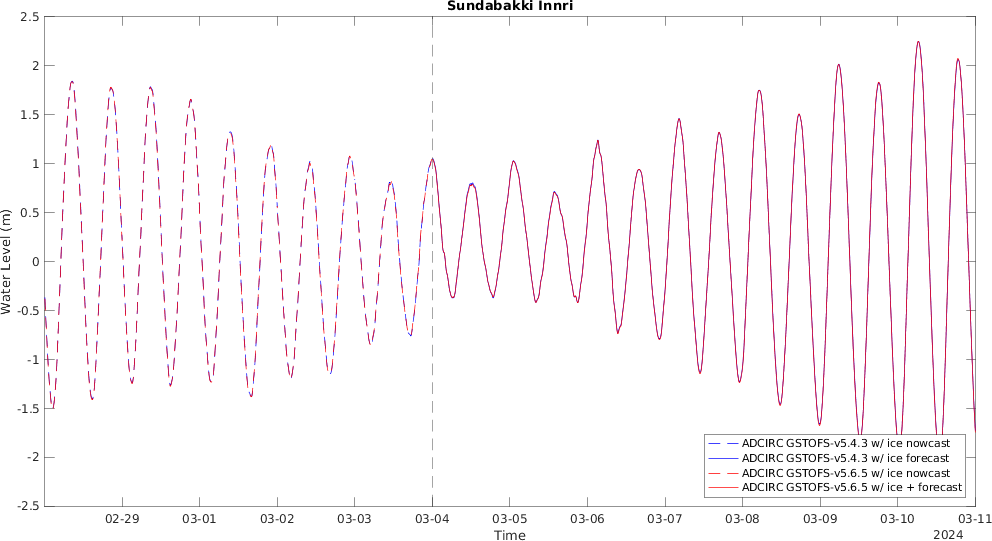 Sundabakki Innri
2.5
2
1.5
1
0.5
0
-0.5
-1
-1.5
-2
-2.5
Water Level (m)
ADCIRC GSTOFS-v5.4.3 w/ ice nowcast
ADCIRC GSTOFS-v5.4.3 w/ ice forecast
ADCIRC GSTOFS-v5.6.5 w/ ice nowcast
ADCIRC GSTOFS-v5.6.5 w/ ice + forecast
02-29 03-01 03-02 03-03 03-04 03-05 03-06 03-07 03-08 03-09 03-10 03-11
Time
2024